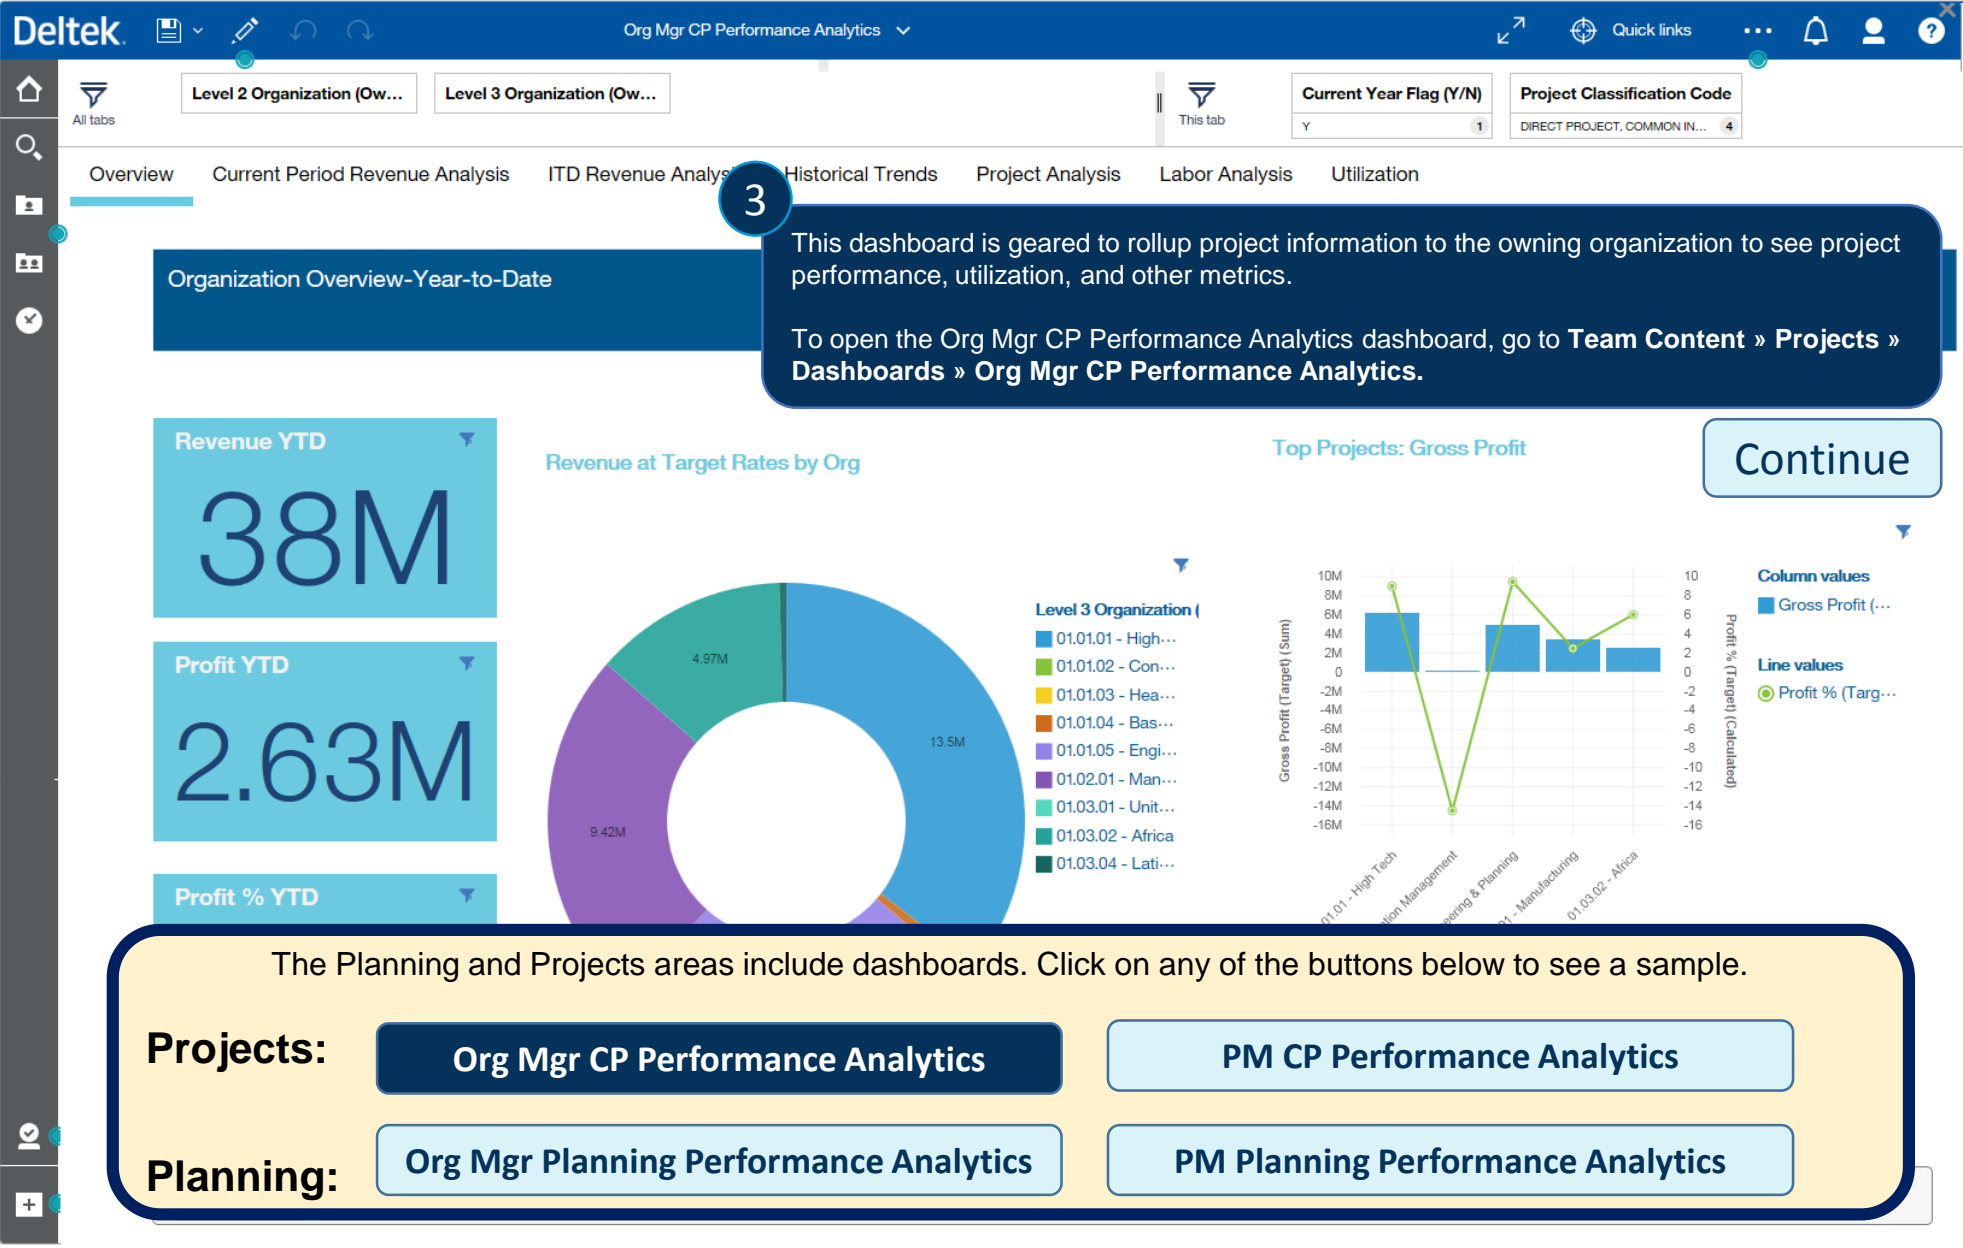 Deltek
Org Mgr CP Performance Analytics
Quick links
?
All tabs
Level 2 Organization (Ow...
Level 3 Organization (Ow...
This tab
Current Year Flag (Y/N)
Y
1
Project Classification Code
DIRECT PROJECT, COMMON IN...
4
Overview
Current Period Revenue Analysis
ITD Revenue Analys
Historical Trends
Project Analysis
Labor Analysis
Utilization
3
This dashboard is geared to rollup project information to the owning organization to see project
performance, utilization, and other metrics.
To open the Org Mgr CP Performance Analytics dashboard, go to Team Content » Projects »
Dashboards » Org Mgr CP Performance Analytics.
Organization Overview-Year-to-Date
Continue
Revenue YTD
38M
Profit YTD
2.63M
Profit % YTD
Revenue at Target Rates by Org
4.97M
13.5M
9.42M
Level 3 Organization (
01.01.01 - High...
01.01.02 - Con...
01.01.03 - Hea...
01.01.04 - Bas...
01.01.05 - Engi...
01.02.01 - Man...
01.03.01 - Unit...
01.03.02 - Africa
01.03.04 - Lati...
Top Projects: Gross Profit
Gross Profit (Target) (Sum)
10M
8M
6M
4M
2M
0
-2M
-4M
-6M
-8M
-10M
-12M
-14M
-16M
10
8
6
4
2
0
-2
-4
-6
-8
-10
-12
-14
-16
Profit % (Target) (Calculated)
01.01 - High Tech
tion Management
eering & Planning
01 - Manufacturing
01.03.02 - Africa
Column values
Gross Profit (...
Line values
Profit % (Targ...
The Planning and Projects areas include dashboards. Click on any of the buttons below to see a sample.
Projects:
Org Mgr CP Performance Analytics
PM CP Performance Analytics
Planning:
Org Mgr Planning Performance Analytics
PM Planning Performance Analytics